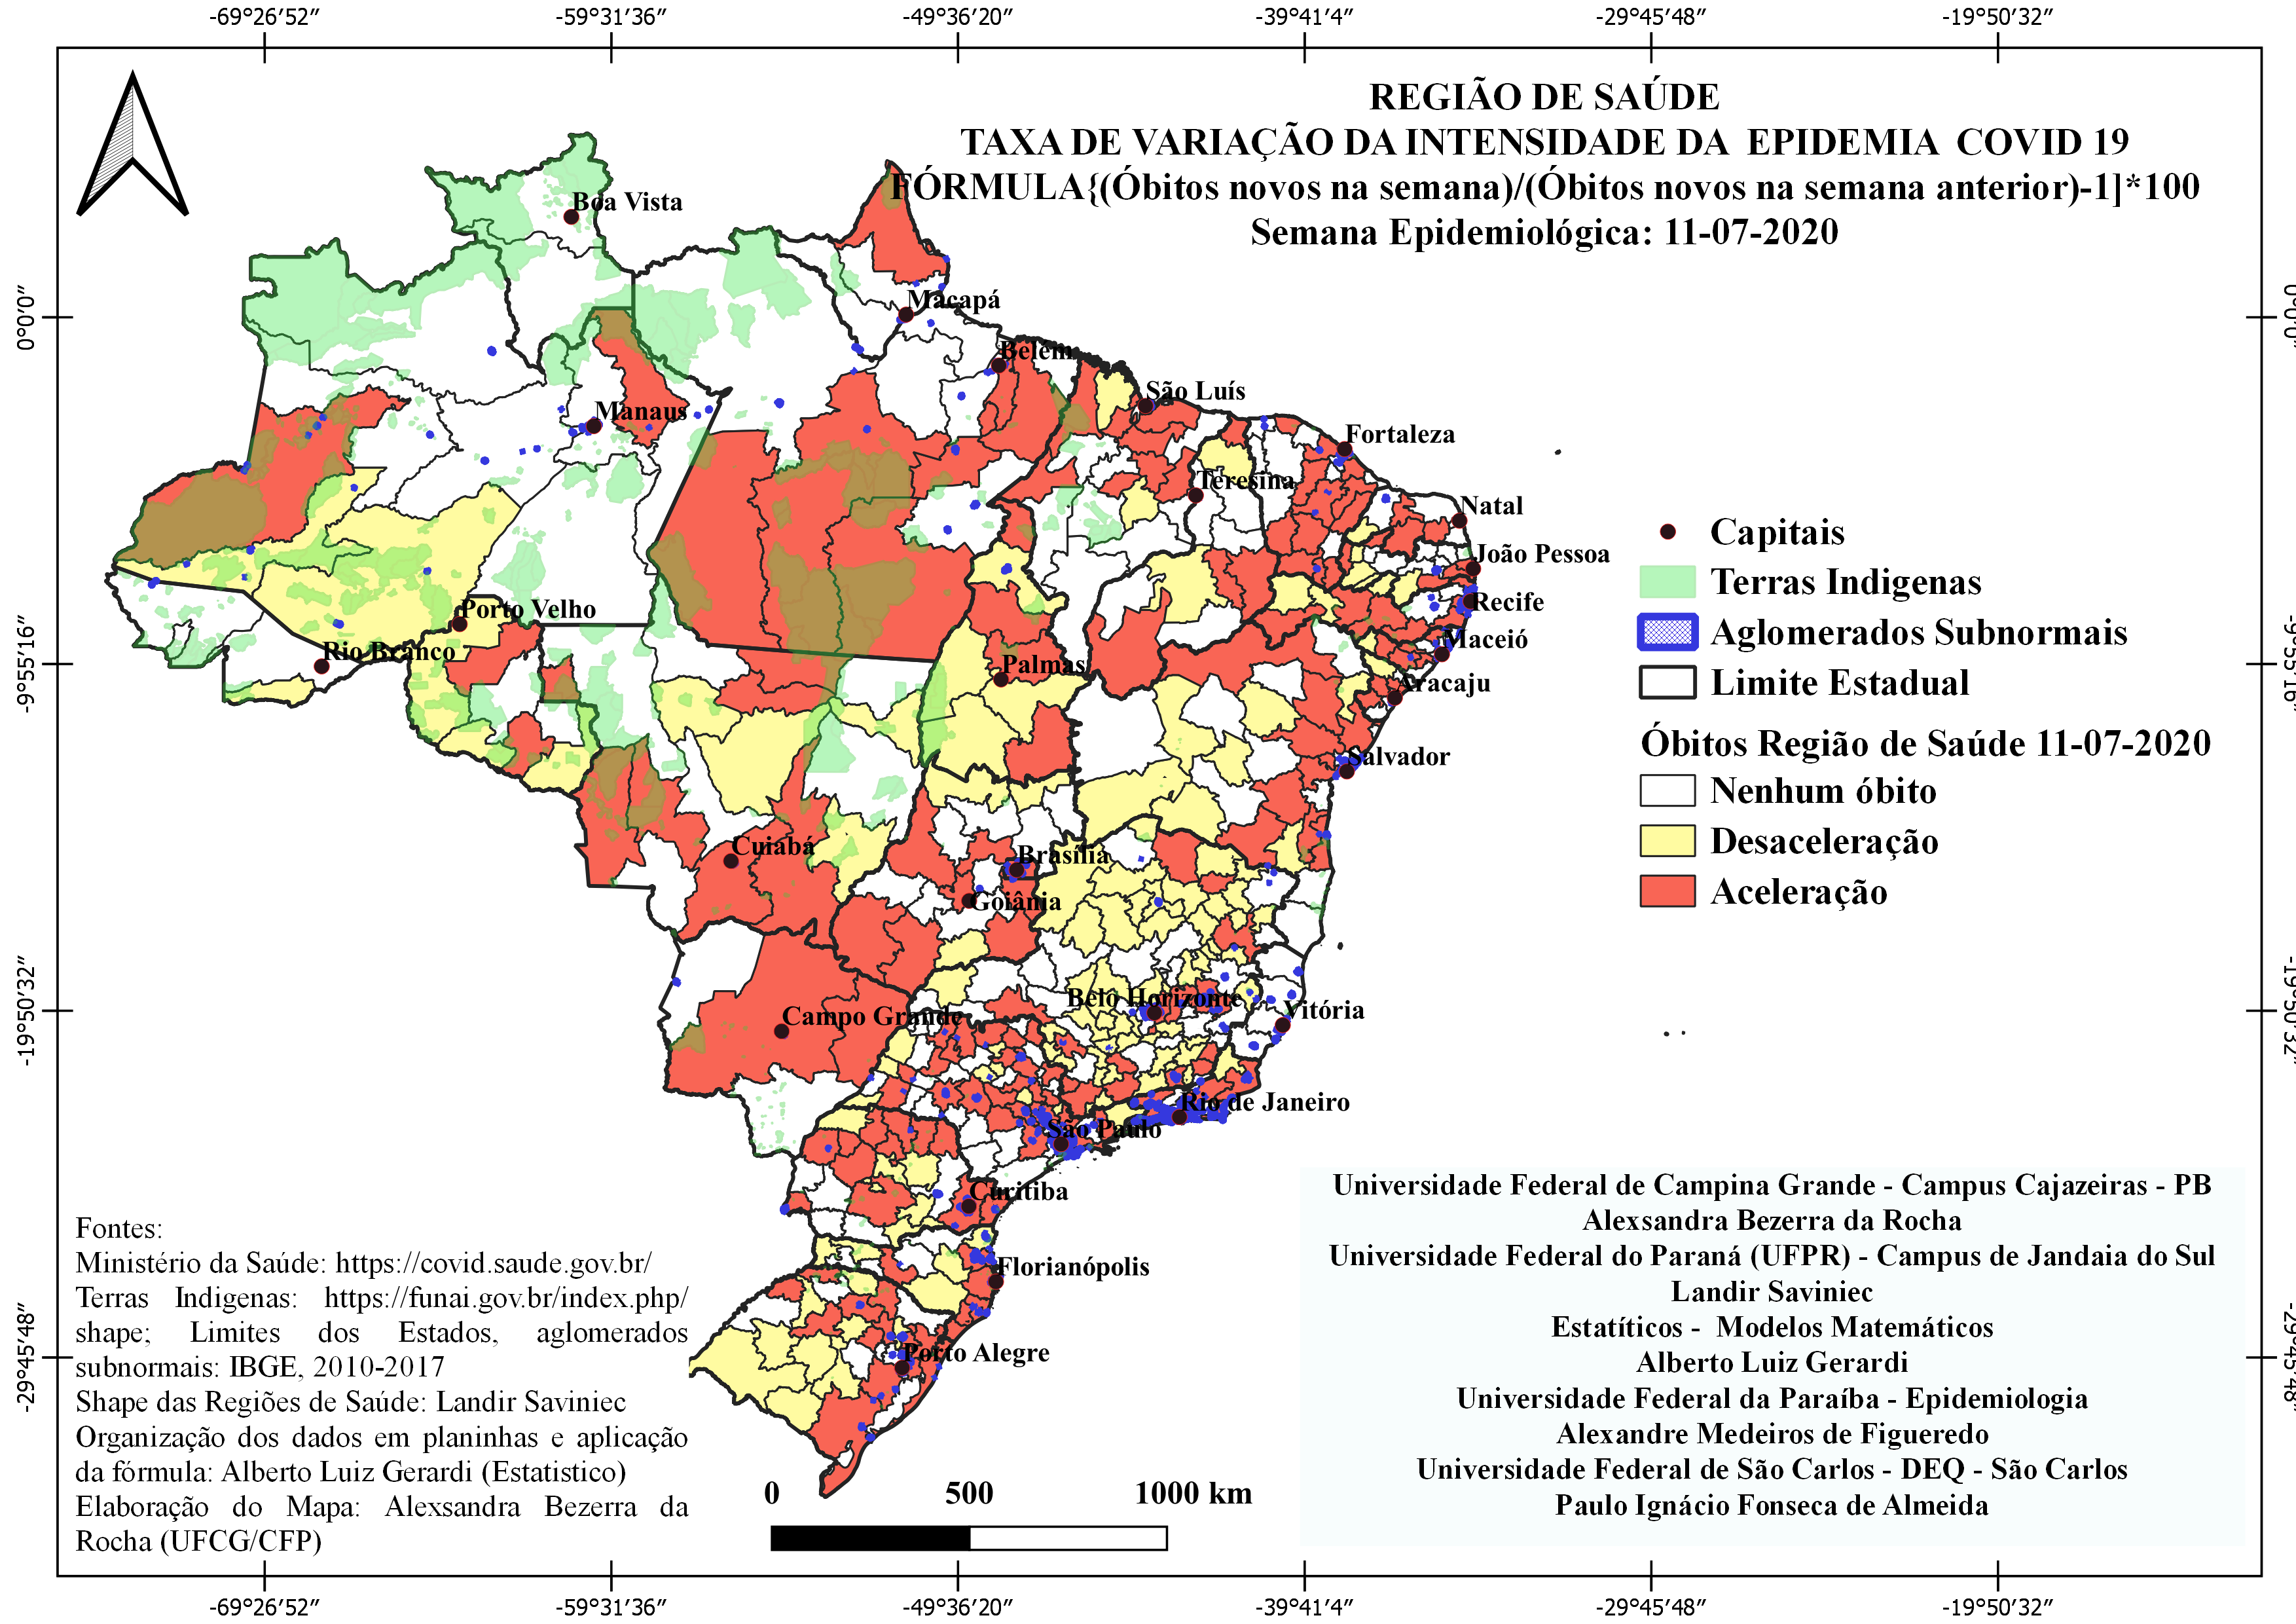 -69°26′52″ -59°31′36″ -49°36′20″ -39°41′4″ -29°45′48″ -19°50′32″
REGIÃO DE SAÚDE
TAXA DE VARIAÇÃO DA INTENSIDADE DA EPIDEMIA COVID 19
FÓRMULA{(Óbitos novos na semana)/(Óbitos novos na semana anterior)-1]*100
Semana Epidemiológica: 11-07-2020
Boa Vista
Macapá
Belém
São Luís
Manaus
Fortaleza
Teresina
Natal
João Pessoa
Porto Velho
Recife
Rio Branco
Maceió
Palmas
Aracaju
Salvador
Cuiabá
Brasília
Goiânia
Belo Horizonte
Vitória
Campo Grande
Rio de Janeiro
São Paulo
Curitiba
Florianópolis
Porto Alegre
0°0′0″
-9°55′16″
-19°50′32″
-29°45′48″
0°0′0″
-9°55′16″
-19°50′32″
-29°45′48″
Capitais
Terras Indigenas
Aglomerados Subnormais
Limite Estadual
Óbitos Região de Saúde 11-07-2020
Nenhum óbito
Desaceleração
Aceleração
Fontes:
Ministério da Saúde: https://covid.saude.gov.br/
Terras Indigenas: https://funai.gov.br/index.php/
shape; Limites dos Estados, aglomerados
subnormais: IBGE, 2010-2017
Shape das Regiões de Saúde: Landir Saviniec
Organização dos dados em planinhas e aplicação
da fórmula: Alberto Luiz Gerardi (Estatistico)
Elaboração do Mapa: Alexsandra Bezerra da
Rocha (UFCG/CFP)
0 500 1000 km
Universidade Federal de Campina Grande - Campus Cajazeiras - PB
Alexsandra Bezerra da Rocha
Universidade Federal do Paraná (UFPR) - Campus de Jandaia do Sul
Landir Saviniec
Estatíticos - Modelos Matemáticos
Alberto Luiz Gerardi
Universidade Federal da Paraíba - Epidemiologia
Alexandre Medeiros de Figueredo
Universidade Federal de São Carlos - DEQ - São Carlos
Paulo Ignácio Fonseca de Almeida
-69°26′52″ -59°31′36″ -49°36′20″ -39°41′4″ -29°45′48″ -19°50′32″